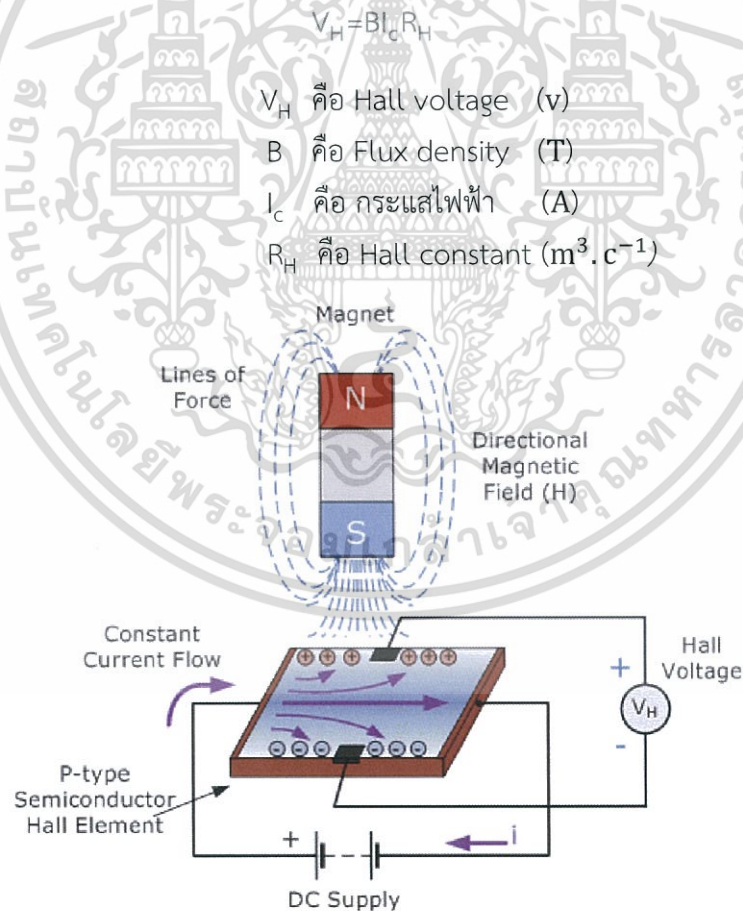 V_H=BI_cR_H
V_H คือ Hall voltage (v)
B คือ Flux density (T)
I_c คือ กระแสไฟฟ้า (A)
R_H คือ Hall constant (m³.c⁻¹)
Magnet
Lines of
Force
N
Directional
Magnetic
Field (H)
S
Constant
Current Flow
Hall
Voltage
+
V_H
-
P-type
Semiconductor
Hall Element
+
i
DC Supply